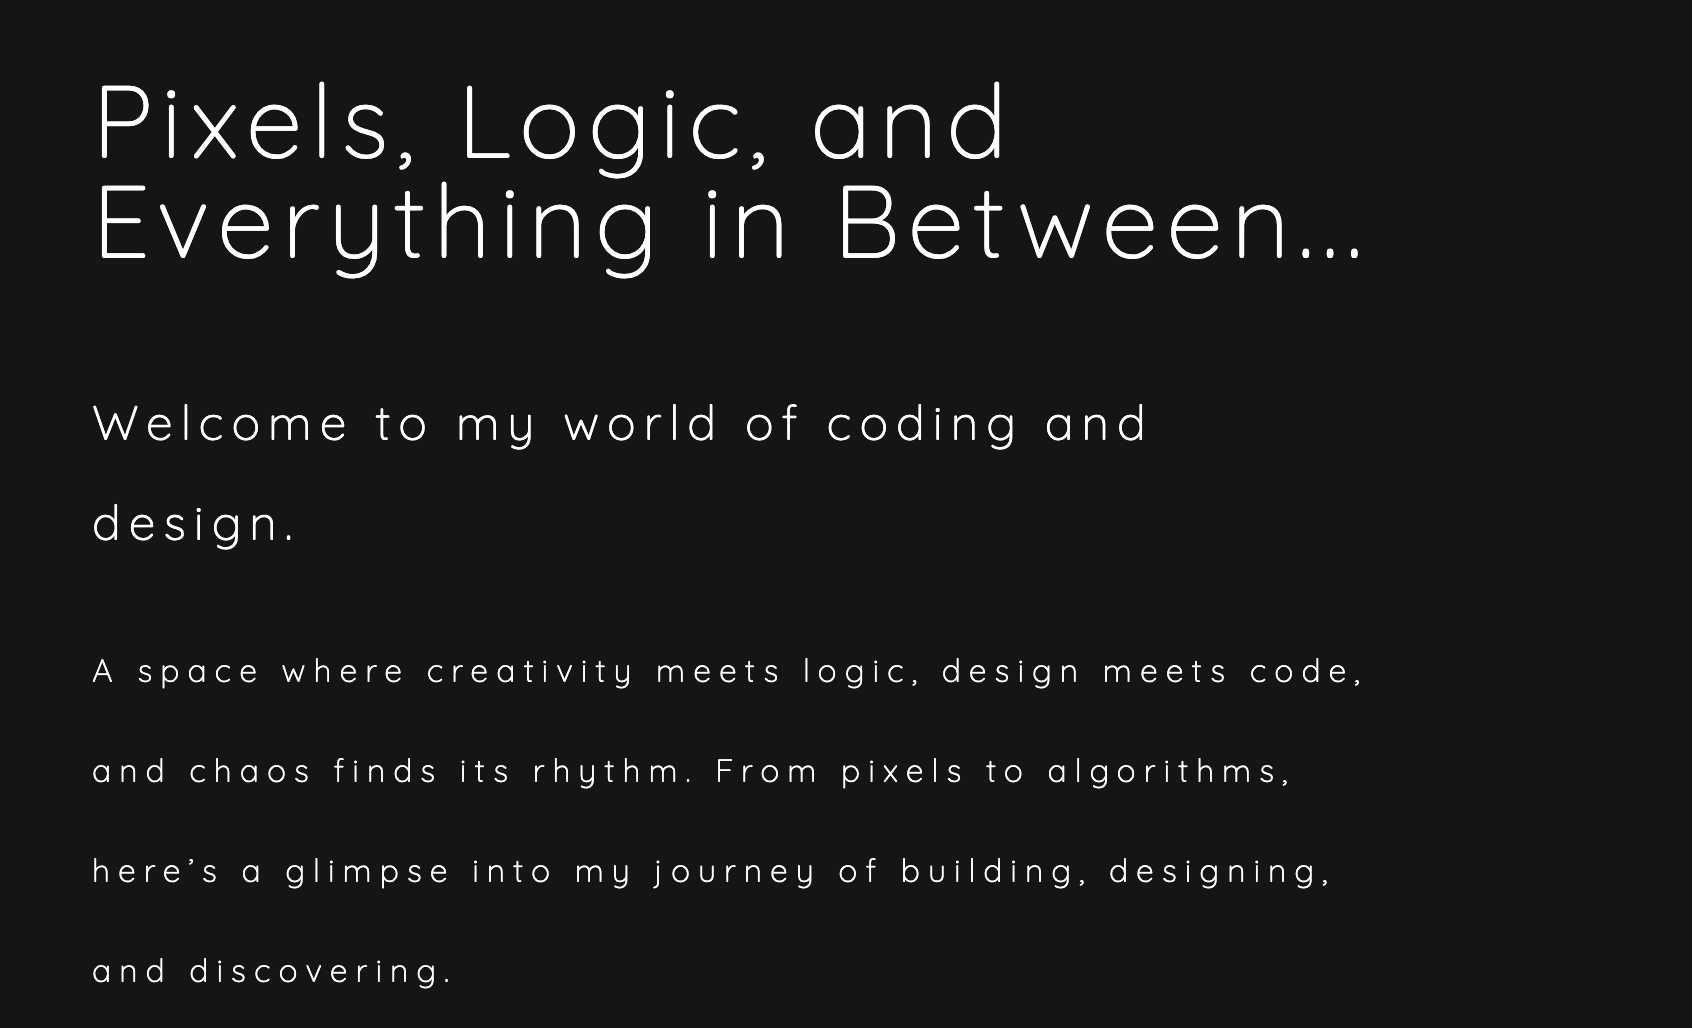 Pixels, Logic, and
Everything in Between...
Welcome to my world of coding and
design.
A space where creativity meets logic, design meets code,
and chaos finds its rhythm. From pixels to algorithms,
here’s a glimpse into my journey of building, designing,
and discovering.